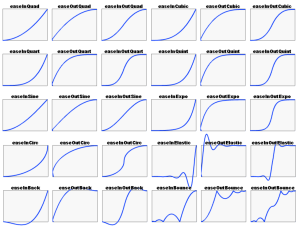 easeInQuad easeOutQuad easeInOutQuad easeInCubic easeOutCubic easeInOutCubic
easeInQuart easeOutQuart easeInOutQuart easeInQuint easeOutQuint easeInOutQuint
easeInSine easeOutSine easeInOutSine easeInExpo easeOutExpo easeInOutExpo
easeInCirc easeOutCirc easeInOutCirc easeInElastic easeOutElastic easeInOutElastic
easeInBack easeOutBack easeInOutBack easeInBounce easeOutBounce easeInOutBounce